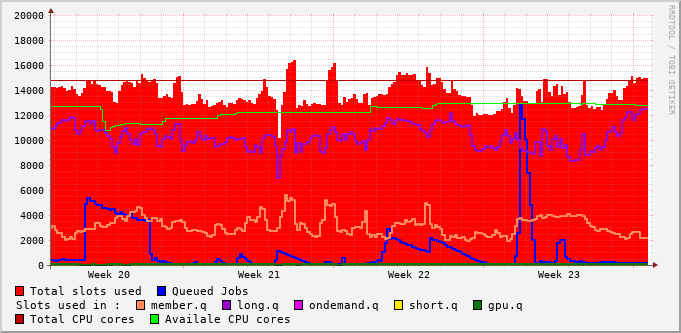 20000
18000
16000
14000
12000
10000
8000
6000
4000
2000
0
Week 20 Week 21 Week 22 Week 23
Total slots used Queued Jobs
Slots used in : member.q long.q ondemand.q short.q gpu.q
Total CPU cores Availale CPU cores
RRDTOOL / TOBI OETIKER